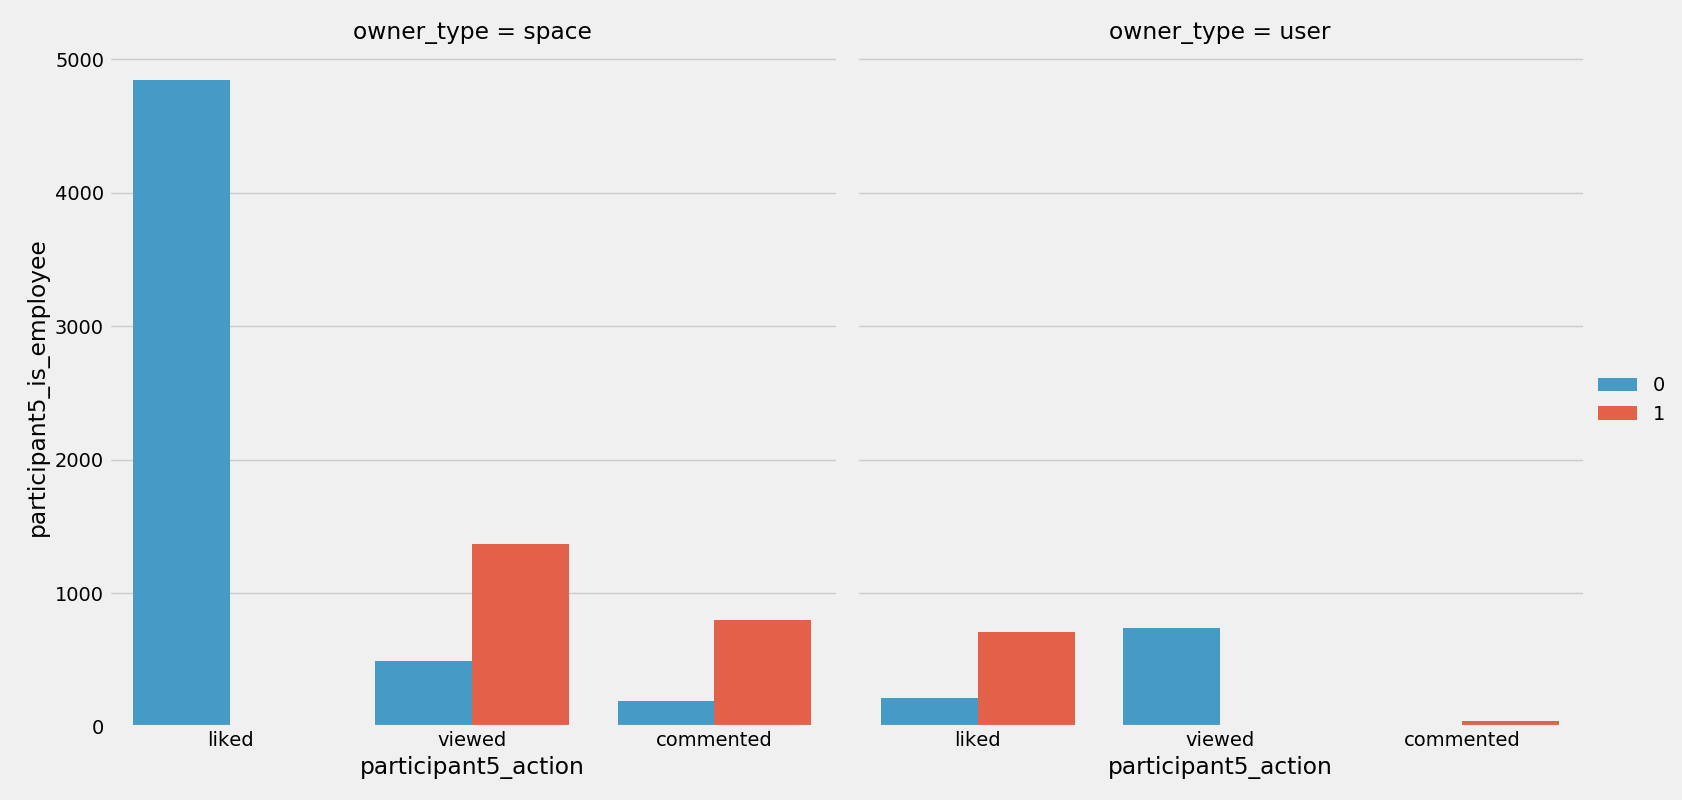 owner_type = space
owner_type = user
participant5_is_employee
5000
4000
3000
2000
1000
0
liked
viewed
commented
participant5_action
liked
viewed
commented
participant5_action
0
1